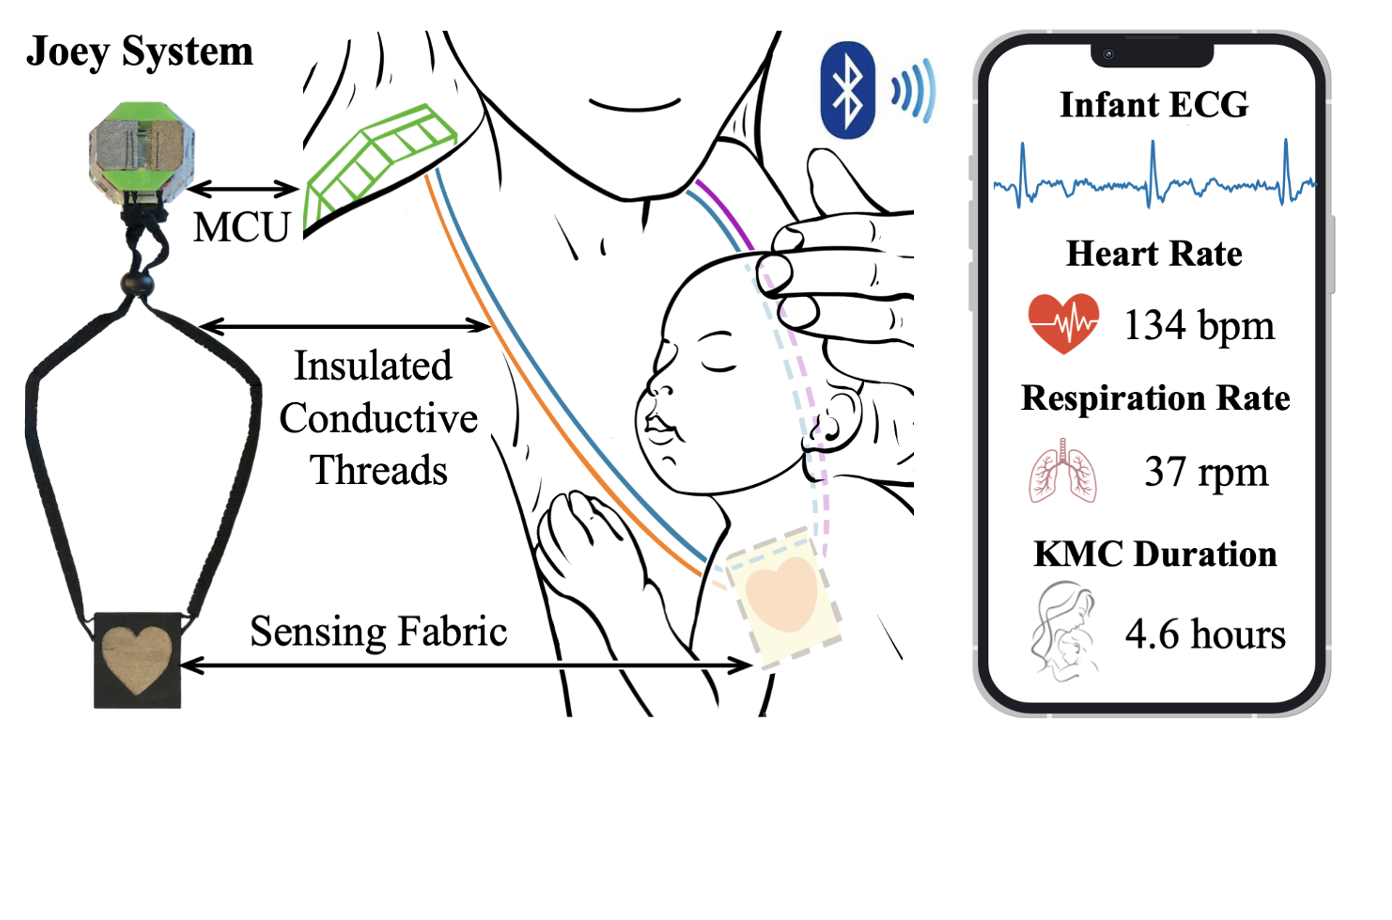 Joey System
MCU
Insulated
Conductive
Threads
Sensing Fabric
Infant ECG
Heart Rate
134 bpm
Respiration Rate
37 rpm
KMC Duration
4.6 hours